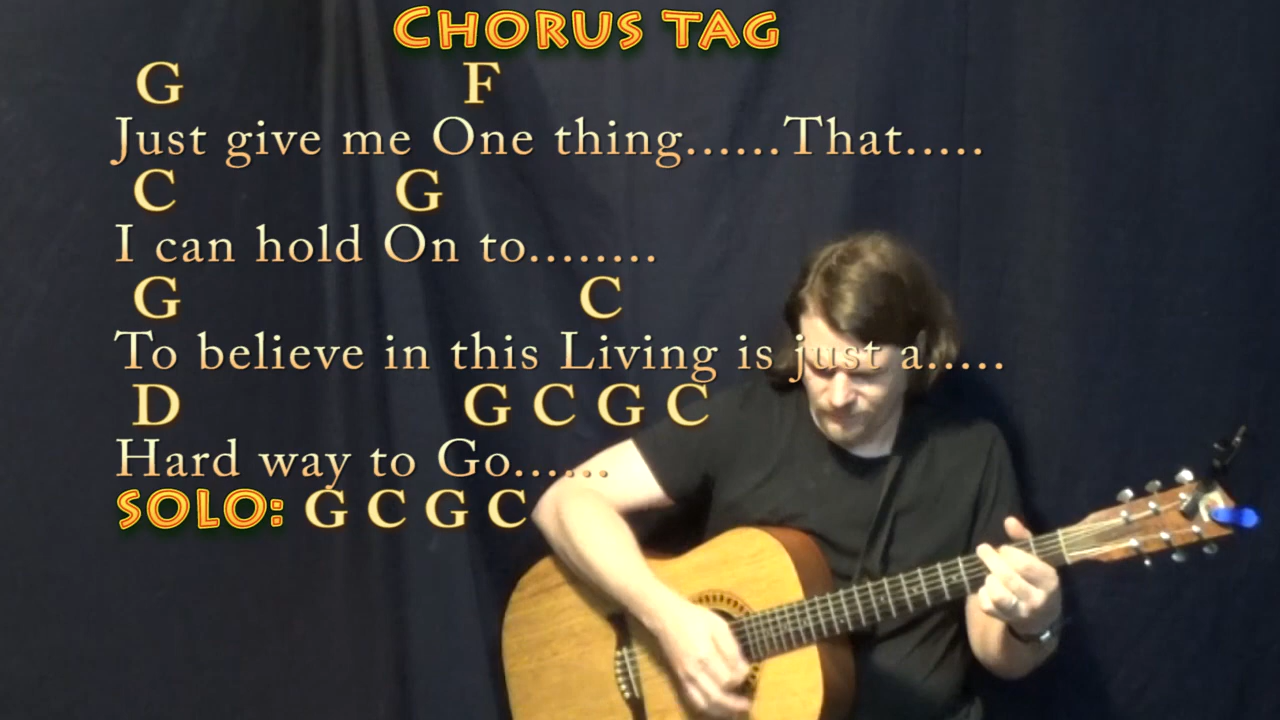 CHORUS TAG
G F
Just give me One thing......That.....
C G
I can hold On to........
G C
To believe in this Living is just a.....
D G C G C
Hard way to Go......
SOLO: G C G C